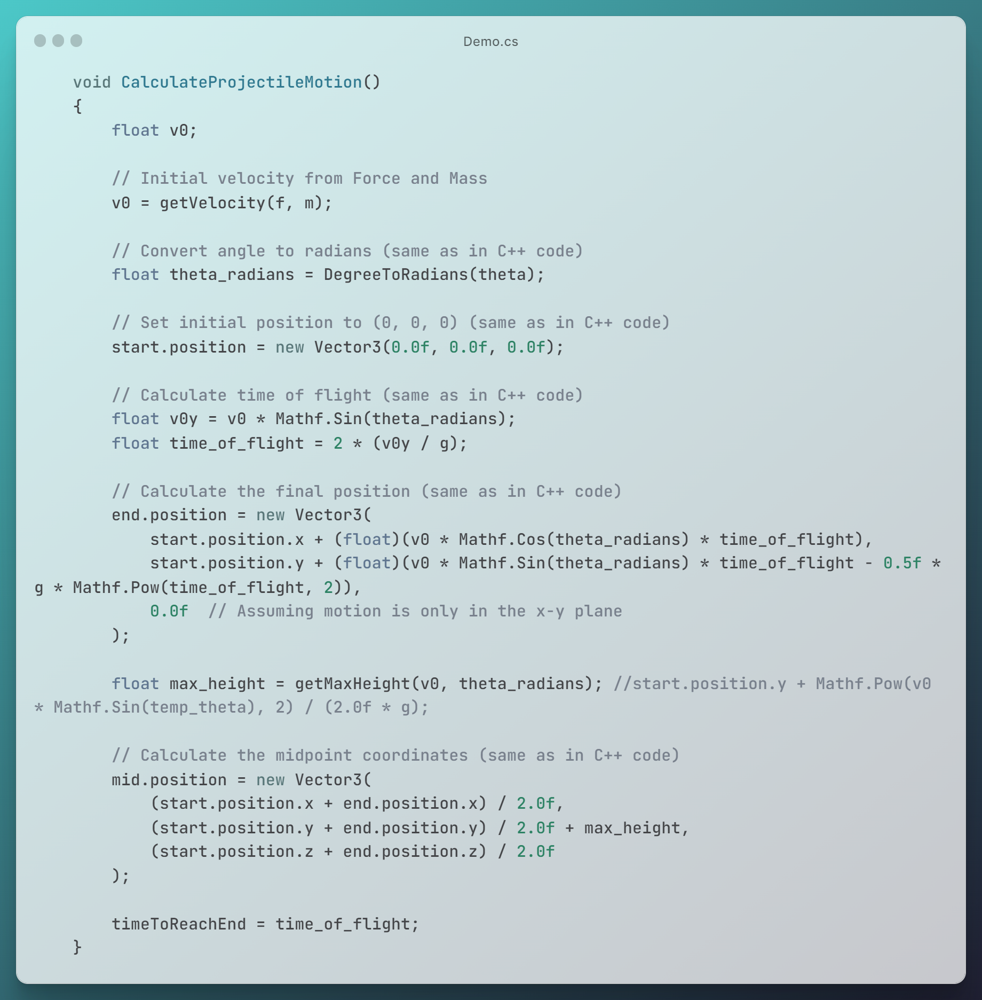 Demo.cs
void CalculateProjectileMotion()
{
float v0;
// Initial velocity from Force and Mass
v0 = getVelocity(f, m);
// Convert angle to radians (same as in C++ code)
float theta_radians = DegreeToRadians(theta);
// Set initial position to (0, 0, 0) (same as in C++ code)
start.position = new Vector3(0.0f, 0.0f, 0.0f);
// Calculate time of flight (same as in C++ code)
float v0y = v0 * Mathf.Sin(theta_radians);
float time_of_flight = 2 * (v0y / g);
// Calculate the final position (same as in C++ code)
end.position = new Vector3(
start.position.x + (float)(v0 * Mathf.Cos(theta_radians) * time_of_flight),
start.position.y + (float)(v0 * Mathf.Sin(theta_radians) * time_of_flight - 0.5f *
g * Mathf.Pow(time_of_flight, 2)),
0.0f  // Assuming motion is only in the x-y plane
);
float max_height = getMaxHeight(v0, theta_radians); //start.position.y + Mathf.Pow(v0
* Mathf.Sin(temp_theta), 2) / (2.0f * g);
// Calculate the midpoint coordinates (same as in C++ code)
mid.position = new Vector3(
(start.position.x + end.position.x) / 2.0f,
(start.position.y + end.position.y) / 2.0f + max_height,
(start.position.z + end.position.z) / 2.0f
);
timeToReachEnd = time_of_flight;
}